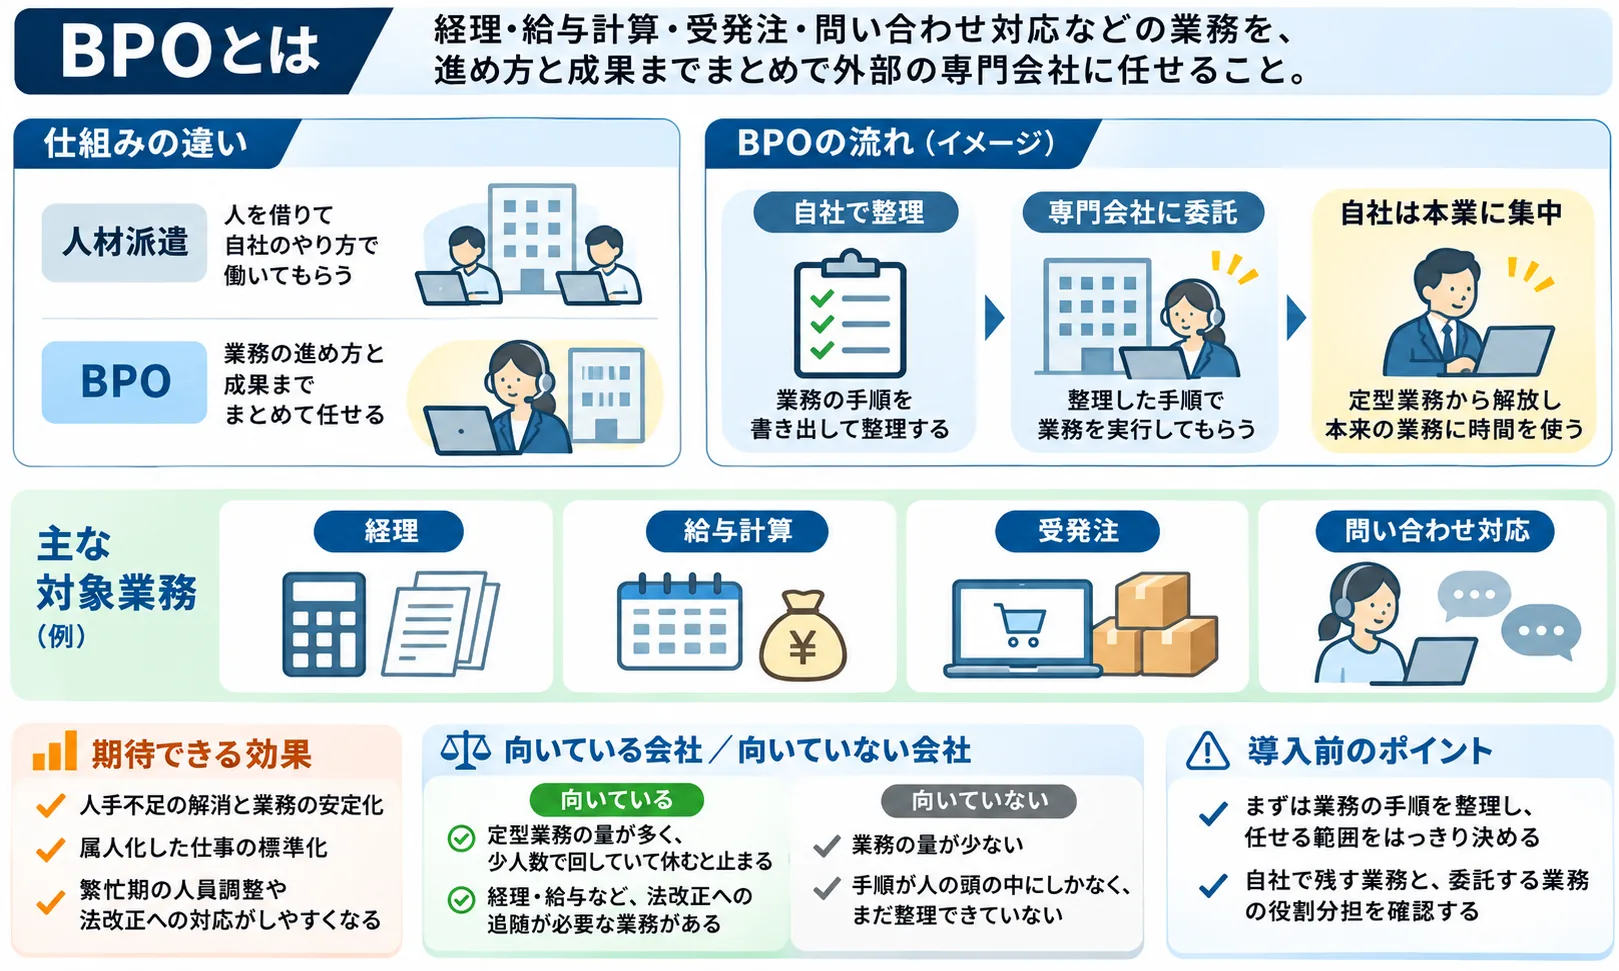 BPOとは
経理・給与計算・受発注・問い合わせ対応などの業務を、
進め方と成果までまとめで外部の専門会社に任せること。
仕組みの違い
人材派遣
人を借りて
自社のやり方で
働いてもらう
BPO
業務の進め方と
成果まで
まとめて任せる
BPOの流れ（イメージ）
自社で整理
業務の手順を
書き出して整理する
専門会社に委託
整理した手順で
業務を実行してもらう
自社は本業に集中
定型業務から解放し
本来の業務に時間を使う
主な
対象業務
（例）
経理
給与計算
¥
受発注
問い合わせ対応
期待できる効果
人手不足の解消と業務の安定化
属人化した仕事の標準化
繁忙期の人員調整や
法改正への対応がしやすくなる
向いている会社／向いていない会社
向いている
定型業務の量が多く、
少人数で回していて休むと止まる
経理・給与など、法改正への
追随が必要な業務がある
向いていない
業務の量が少ない
手順が人の頭の中にしかなく、
まだ整理できていない
導入前のポイント
まずは業務の手順を整理し、
任せる範囲をはっきり決める
自社で残す業務と、委託する業務
の役割分担を確認する